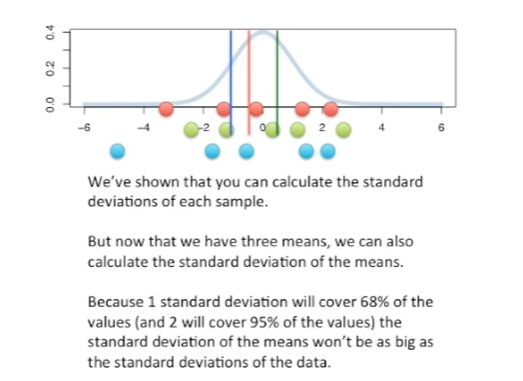 0.4
0.2
0.0
-6 -4 -2 0 2 4 6
We've shown that you can calculate the standard
deviations of each sample.
But now that we have three means, we can also
calculate the standard deviation of the means.
Because 1 standard deviation will cover 68% of the
values (and 2 will cover 95% of the values) the
standard deviation of the means won't be as big as
the standard deviations of the data.